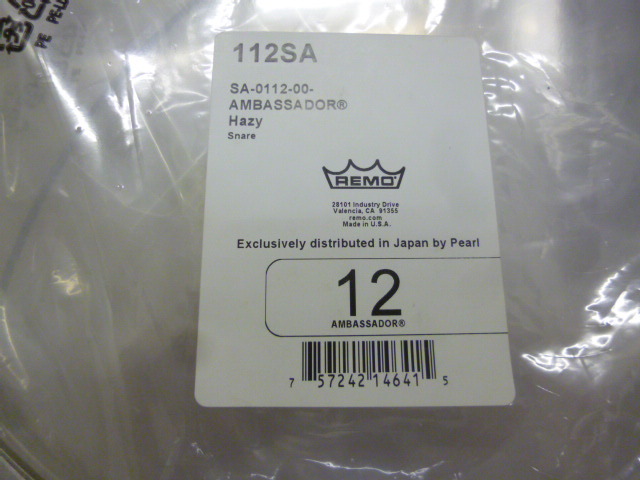 PE
112SA
SA-0112-00-
AMBASSADOR®
Hazy
Snare
REMO®
28101 Industry Drive
Valencia, CA 91355
remo.com
Made in U.S.A.
Exclusively distributed in Japan by Pearl
12
AMBASSADOR®
7 57242 14641 5